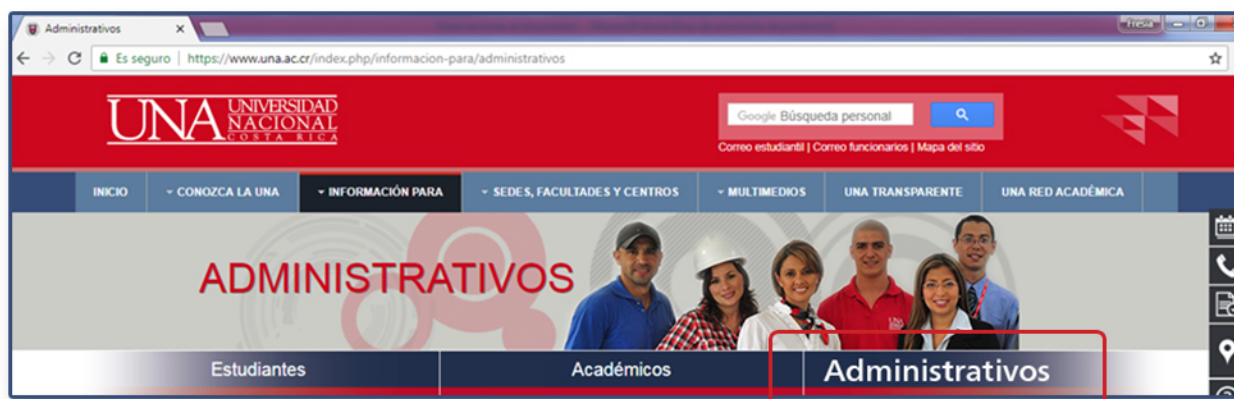 Administrativos
Fresia
Es seguro | https://www.una.ac.cr/index.php/informacion-para/administrativos
UNA UNIVERSIDAD
NACIONAL
COSTA RICA
Google Búsqueda personal
Correo estudiantil | Correo funcionarios | Mapa del sitio
INICIO CONOZCA LA UNA INFORMACIÓN PARA SEDES, FACULTADES Y CENTROS MULTIMEDIOS UNA TRANSPARENTE UNA RED ACADÉMICA
ADMINISTRATIVOS
Estudiantes Académicos Administrativos